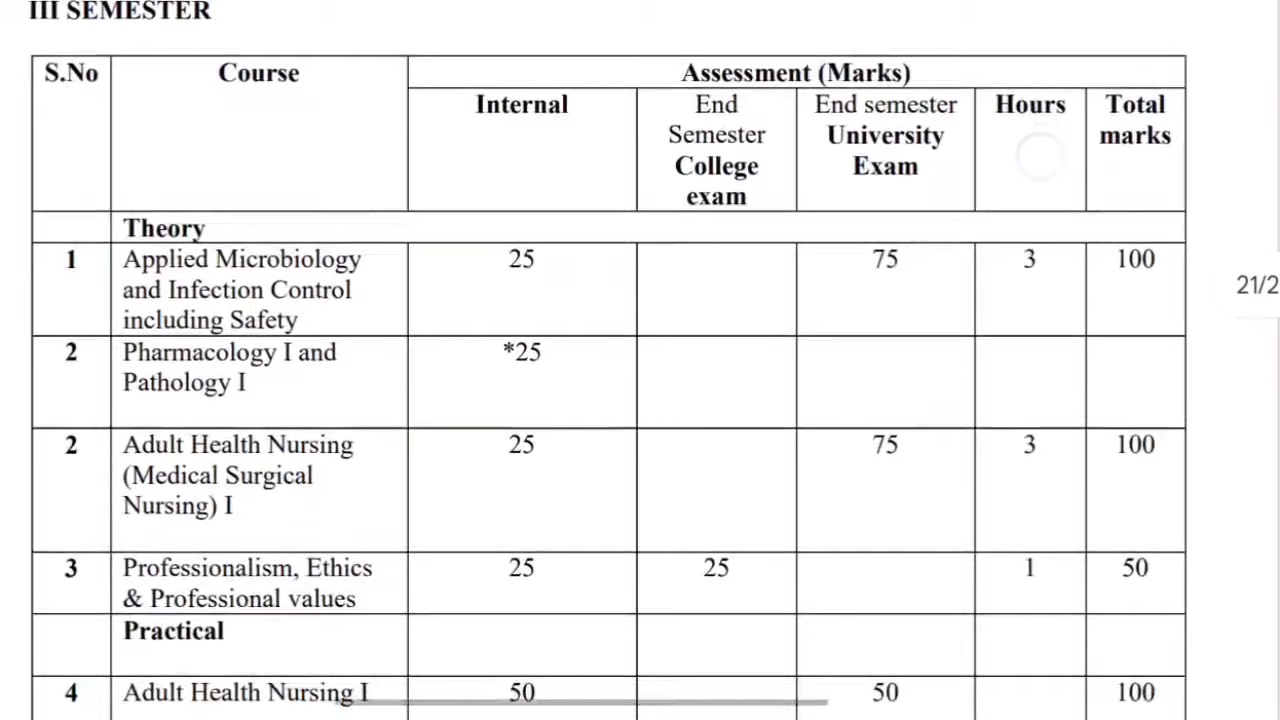 III SEMESTER
S.No Course Assessment (Marks)
Internal End Semester College exam End semester University Exam Hours Total marks
Theory
1 Applied Microbiology and Infection Control including Safety 25 75 3 100
2 Pharmacology I and Pathology I *25
2 Adult Health Nursing (Medical Surgical Nursing) I 25 75 3 100
3 Professionalism, Ethics & Professional values 25 25 1 50
Practical
4 Adult Health Nursing I 50 50 100
21/2